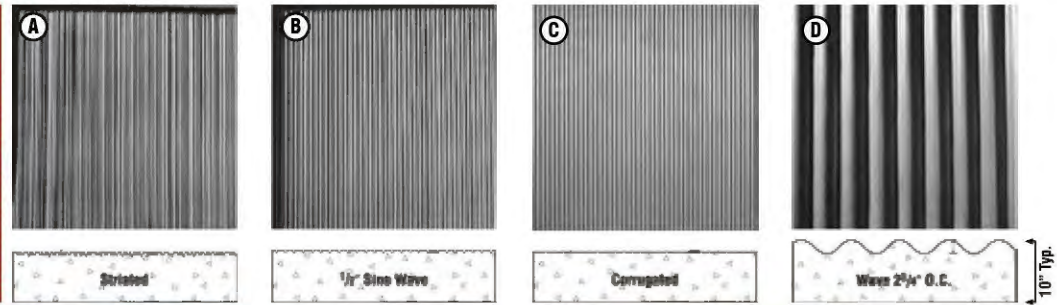 A
B
C
D
Striated
1/2" Sine Wave
Corrugated
Wave 2 3/4" O.C.
10" Typ.